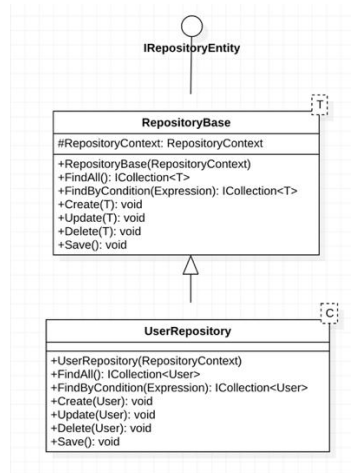 IRepositoryEntity
T
RepositoryBase
#RepositoryContext: RepositoryContext
+RepositoryBase(RepositoryContext)
+FindAll(): ICollection<T>
+FindByCondition(Expression): ICollection<T>
+Create(T): void
+Update(T): void
+Delete(T): void
+Save(): void
C
UserRepository
+UserRepository(RepositoryContext)
+FindAll(): ICollection<User>
+FindByCondition(Expression): ICollection<User>
+Create(User): void
+Update(User): void
+Delete(User): void
+Save(): void